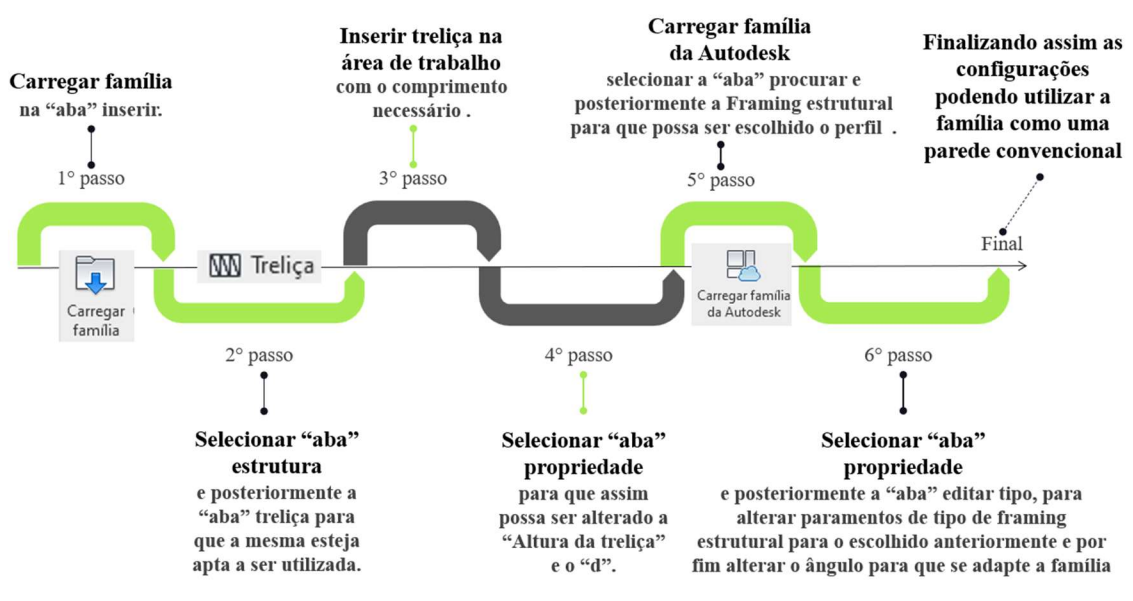 Carregar família
na “aba” inserir.
1° passo
Carregar
família
Treliça
2° passo
Selecionar “aba”
estrutura
e posteriormente a
“aba” treliça para
que a mesma esteja
apta a ser utilizada.
Inserir treliça na
área de trabalho
com o comprimento
necessário .
3° passo
4° passo
Selecionar “aba”
propriedade
para que assim
possa ser alterado a
“Altura da treliça”
e o “d”.
Carregar família
da Autodesk
selecionar a “aba” procurar e
posteriormente a Framing estrutural
para que possa ser escolhido o perfil .
5° passo
Carregar família
da Autodesk
6° passo
Selecionar “aba”
propriedade
e posteriormente a “aba” editar tipo, para
alterar paramentos de tipo de framing
estrutural para o escolhido anteriormente e por
fim alterar o ângulo para que se adapte a família
Finalizando assim as
configurações
podendo utilizar a
família como uma
parede convencional
Final